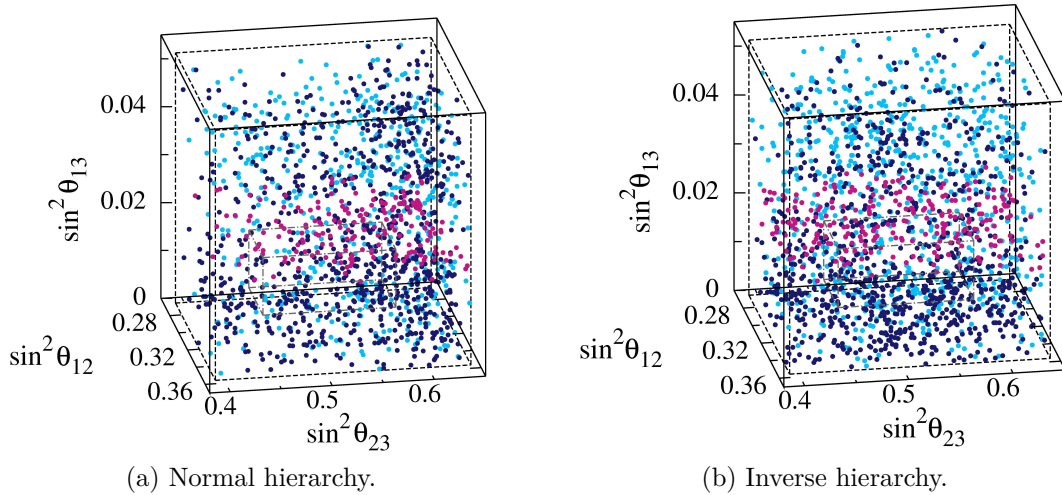 0.04
0.02
0
sin²θ₁₃
0.28
0.32
0.36
sin²θ₁₂
0.4
0.5
0.6
sin²θ₂₃
(a) Normal hierarchy.
0.04
0.02
0
sin²θ₁₃
0.28
0.32
0.36
sin²θ₁₂
0.4
0.5
0.6
sin²θ₂₃
(b) Inverse hierarchy.